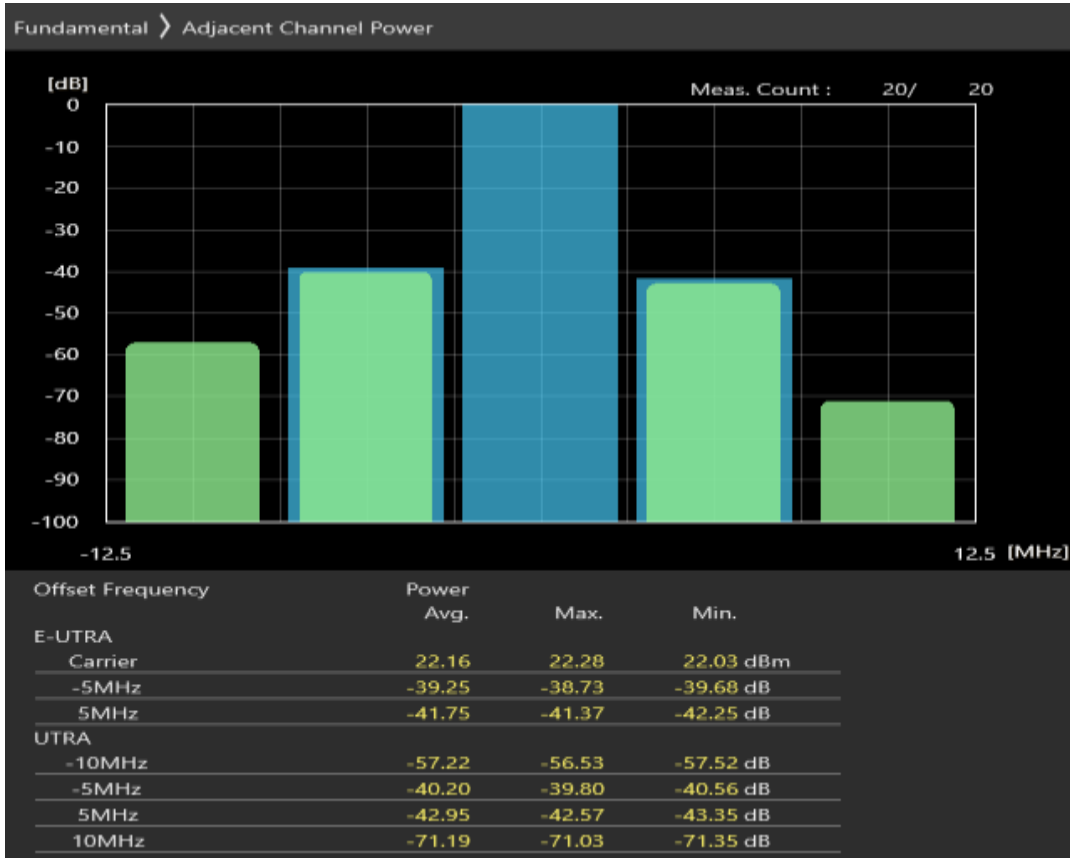 Fundamental 〉 Adjacent Channel Power
[dB]
Meas. Count : 20/ 20
0
-10
-20
-30
-40
-50
-60
-70
-80
-90
-100
-12.5 12.5 [MHz]
Offset Frequency Power
Avg. Max. Min.
E-UTRA
Carrier 22.16 22.28 22.03 dBm
-5MHz -39.25 -38.73 -39.68 dB
5MHz -41.75 -41.37 -42.25 dB
UTRA
-10MHz -57.22 -56.53 -57.52 dB
-5MHz -40.20 -39.80 -40.56 dB
5MHz -42.95 -42.57 -43.35 dB
10MHz -71.19 -71.03 -71.35 dB